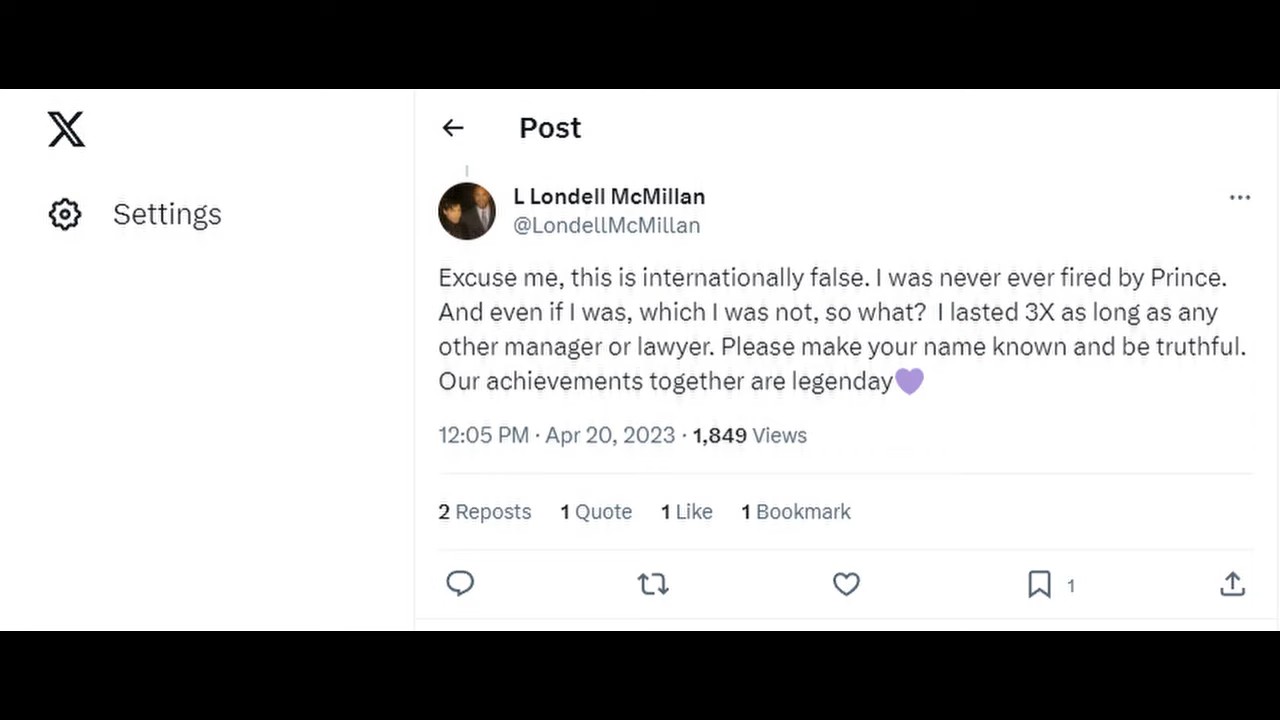 Post
Settings
L Londell McMillan
@LondellMcMillan
Excuse me, this is internationally false. I was never ever fired by Prince.
And even if I was, which I was not, so what? I lasted 3X as long as any
other manager or lawyer. Please make your name known and be truthful.
Our achievements together are legenday💜
12:05 PM · Apr 20, 2023 · 1,849 Views
2 Reposts 1 Quote 1 Like 1 Bookmark
1